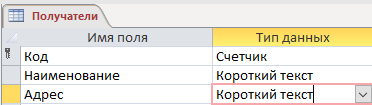 Получатели
Имя поля Тип данных
Код Счетчик
Наименование Короткий текст
Адрес Короткий текст